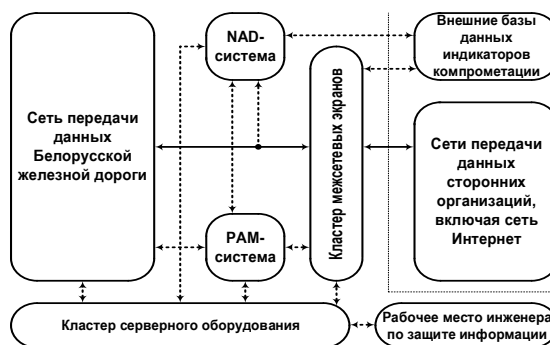 NAD-
система
Внешние базы
данных
индикаторов
компрометации
Сеть передачи
данных
Белорусской
железной дороги
Кластер межсетевых экранов
Сети передачи
данных
сторонних
организаций,
включая сеть
Интернет
PAM-
система
Кластер серверного оборудования
Рабочее место инженера
по защите информации